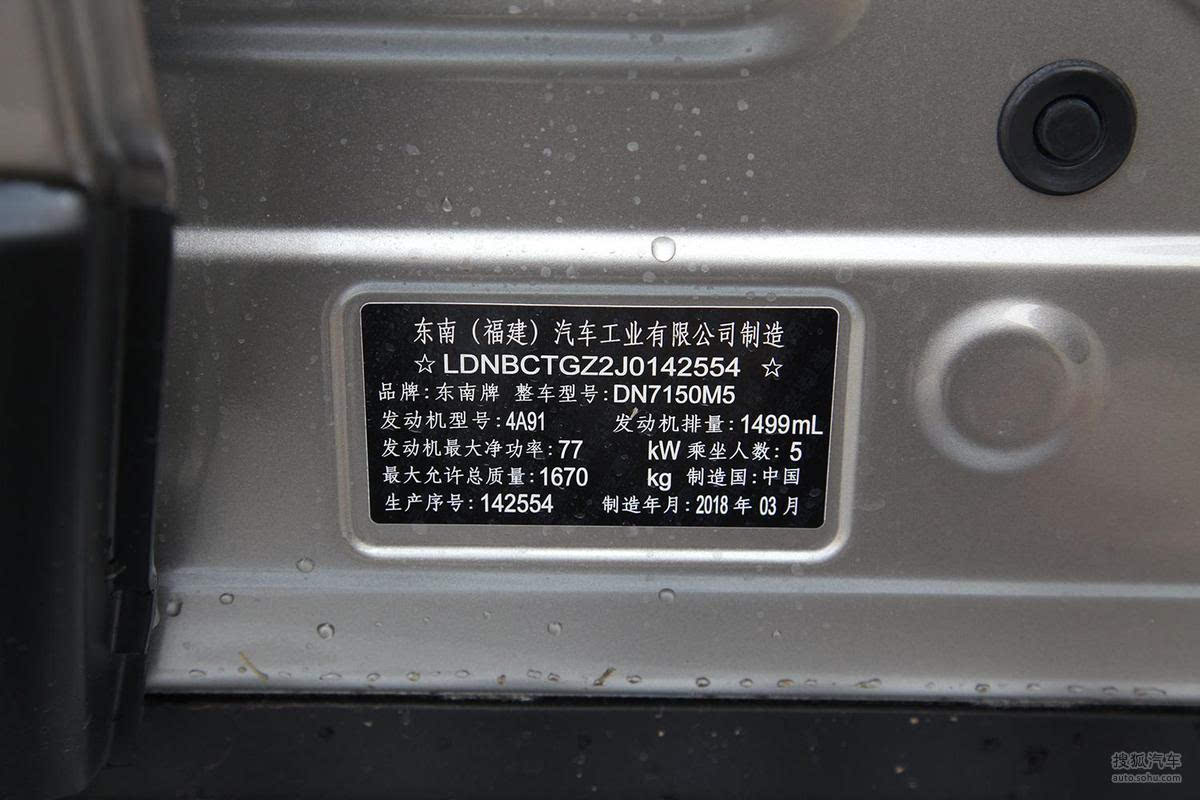 东南（福建）汽车工业有限公司制造
☆ LDNBCTGZ2J0142554 ☆
品牌：东南牌 整车型号：DN7150M5
发动机型号：4A91 发动机排量：1499mL
发动机最大净功率：77 kW 乘坐人数：5
最大允许总质量：1670 kg 制造国：中国
生产序号：142554 制造年月：2018 年 03 月
搜狐汽车
auto.sohu.com